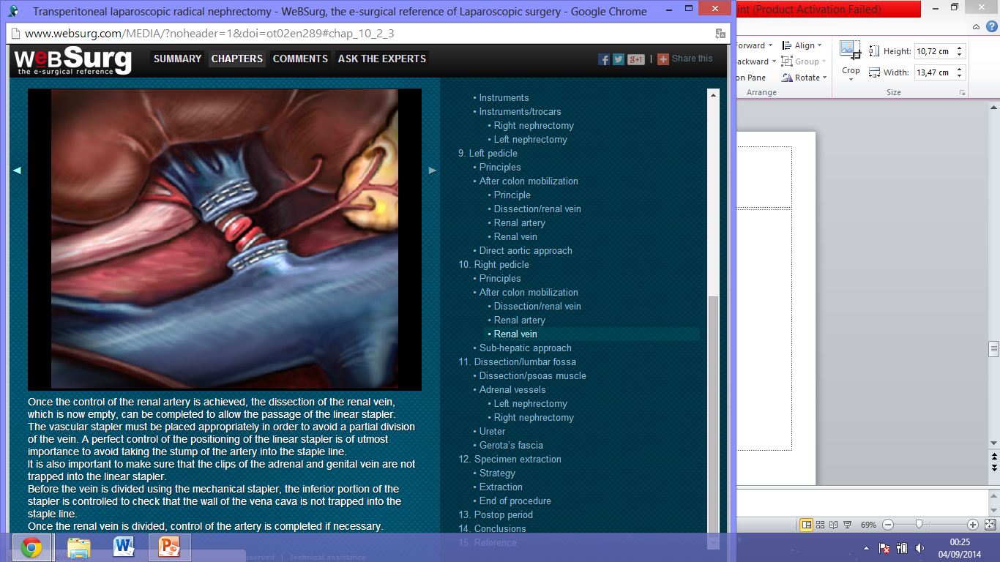 Transperitoneal laparoscopic radical nephrectomy - WeBSurg, the e-surgical reference of Laparoscopic surgery - Google Chrome
int (Product Activation Failed)
www.websurg.com/MEDIA/?noheader=1&doi=ot02en289#chap_10_2_3
WeBSurg
the e-surgical reference
SUMMARY
CHAPTERS
COMMENTS
ASK THE EXPERTS
g+1
|
Share this
orward
Align
Height:
10,72 cm
ackward
Group
Crop
Width:
13,47 cm
on Pane
Rotate
Arrange
Size
• Instruments
• Instruments/trocars
• Right nephrectomy
• Left nephrectomy
9. Left pedicle
• Principles
• After colon mobilization
• Principle
• Dissection/renal vein
• Renal artery
• Renal vein
• Direct aortic approach
10. Right pedicle
• Principles
• After colon mobilization
• Dissection/renal vein
• Renal artery
• Renal vein
• Sub-hepatic approach
11. Dissection/lumbar fossa
• Dissection/psoas muscle
• Adrenal vessels
• Left nephrectomy
• Right nephrectomy
• Ureter
• Gerota's fascia
12. Specimen extraction
• Strategy
• Extraction
• End of procedure
13. Postop period
14. Conclusions
15. Reference
Once the control of the renal artery is achieved, the dissection of the renal vein,
which is now empty, can be completed to allow the passage of the linear stapler.
The vascular stapler must be placed appropriately in order to avoid a partial division
of the vein. A perfect control of the positioning of the linear stapler is of utmost
importance to avoid taking the stump of the artery into the staple line.
It is also important to make sure that the clips of the adrenal and genital vein are not
trapped into the linear stapler.
Before the vein is divided using the mechanical stapler, the inferior portion of the
stapler is controlled to check that the wall of the vena cava is not trapped into the
staple line.
Once the renal vein is divided, control of the artery is completed if necessary.
eserved | Technical assistance
69%
00:25
04/09/2014